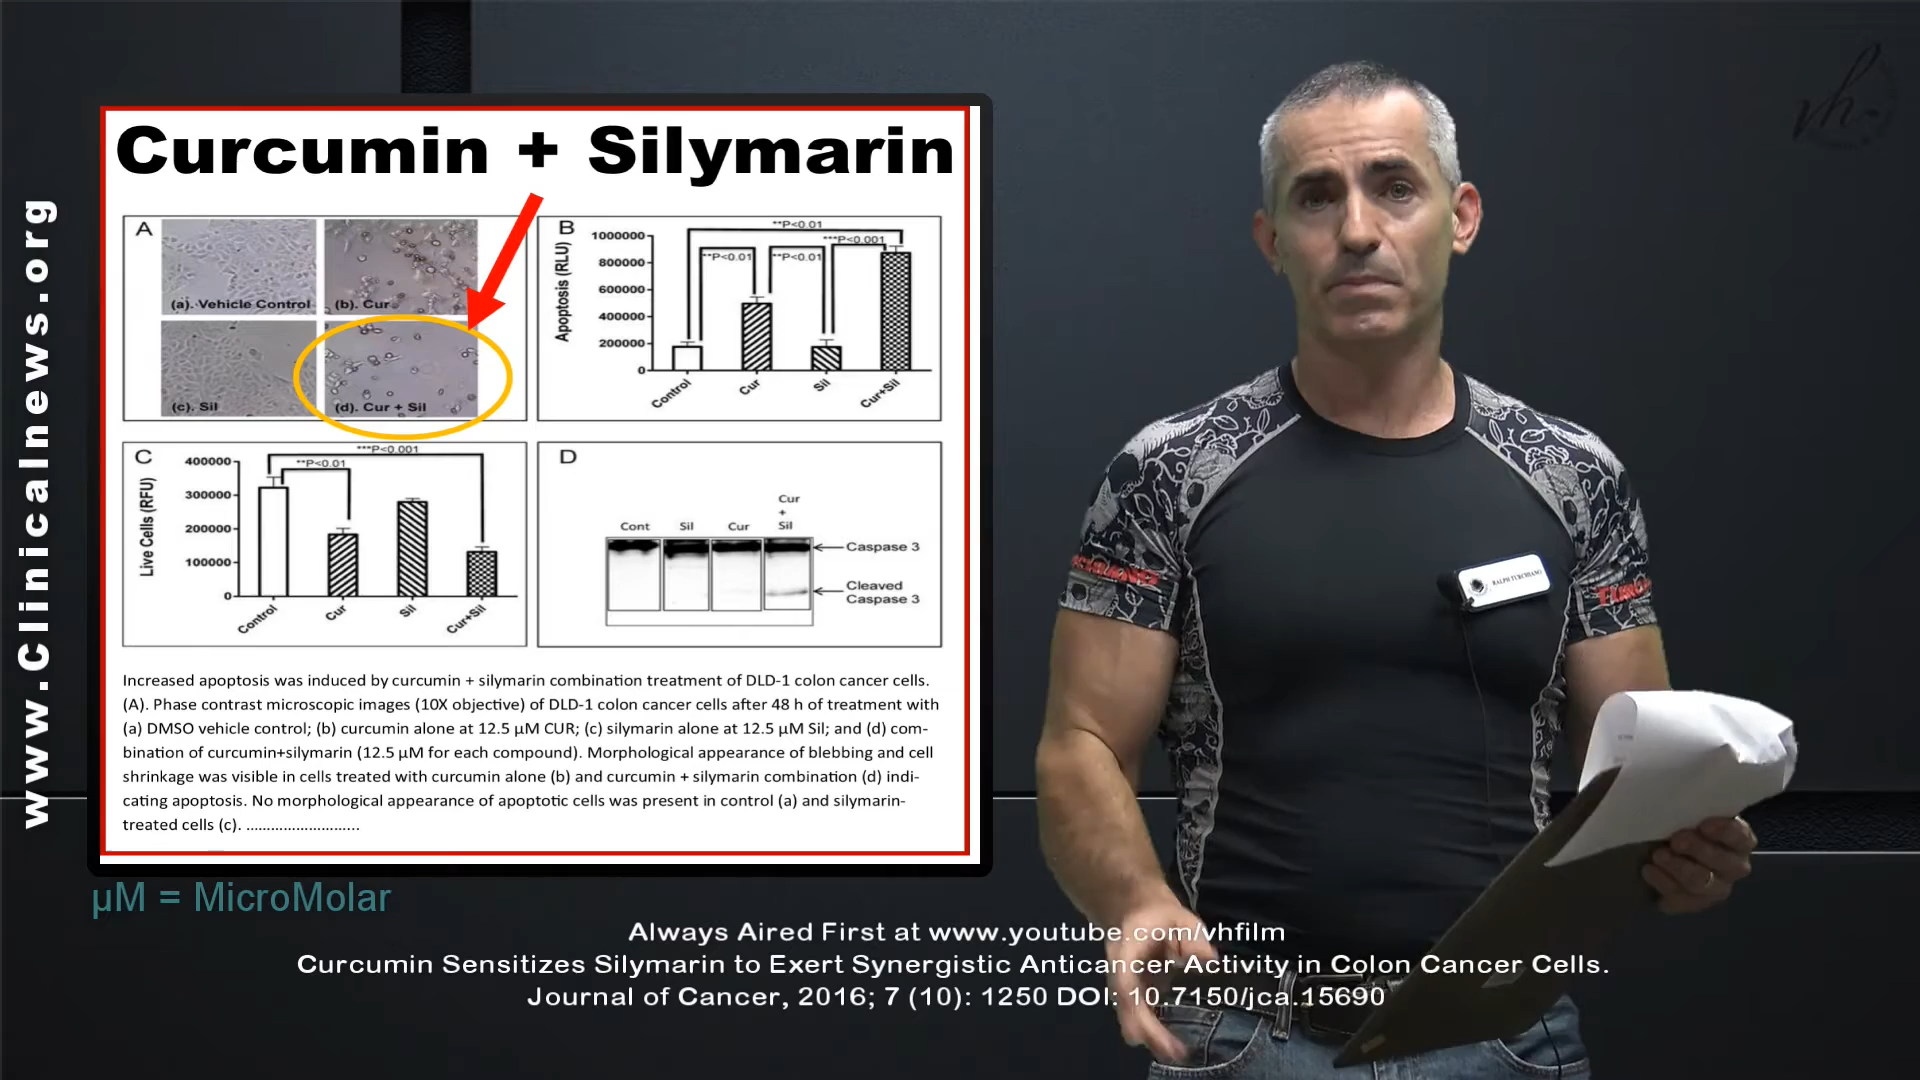 www.Clinicalnews.org
Curcumin + Silymarin
A
(a). Vehicle Control
(b). Cur
(c). Sil
(d). Cur + Sil
B
Apoptosis (RLU)
1000000
800000
600000
400000
200000
0
**P<0.01
***P<0.001
**P<0.01
**P<0.01
Control
Cur
Sil
Cur+Sil
C
Live Cells (RFU)
400000
300000
200000
100000
0
***P<0.001
**P<0.01
Control
Cur
Sil
Cur+Sil
D
Cont
Sil
Cur
Cur
+
Sil
Caspase 3
Cleaved
Caspase 3
Increased apoptosis was induced by curcumin + silymarin combination treatment of DLD-1 colon cancer cells.
(A). Phase contrast microscopic images (10X objective) of DLD-1 colon cancer cells after 48 h of treatment with
(a) DMSO vehicle control; (b) curcumin alone at 12.5 µM CUR; (c) silymarin alone at 12.5 µM Sil; and (d) com-
bination of curcumin+silymarin (12.5 µM for each compound). Morphological appearance of blebbing and cell
shrinkage was visible in cells treated with curcumin alone (b) and curcumin + silymarin combination (d) indi-
cating apoptosis. No morphological appearance of apoptotic cells was present in control (a) and silymarin-
treated cells (c). ............................
µM = MicroMolar
vh
RALPH TURCHIANO
Always Aired First at www.youtube.com/vhfilm
Curcumin Sensitizes Silymarin to Exert Synergistic Anticancer Activity in Colon Cancer Cells.
Journal of Cancer, 2016; 7 (10): 1250 DOI: 10.7150/jca.15690